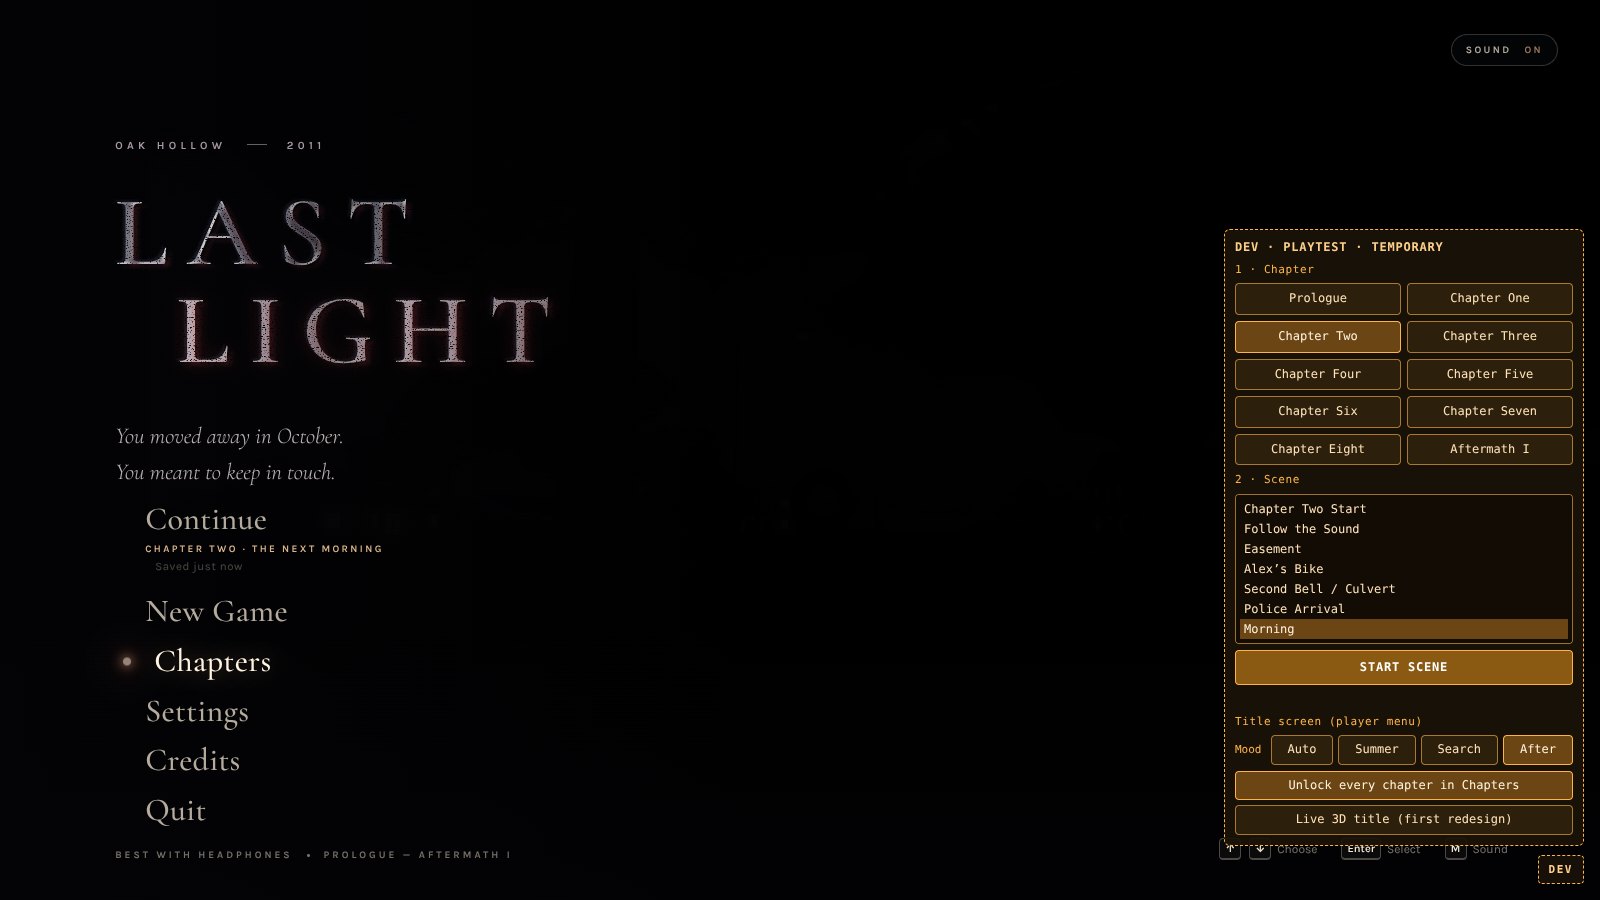 SOUND ON
OAK HOLLOW — 2011
LAST
LIGHT
You moved away in October.
You meant to keep in touch.
Continue
CHAPTER TWO · THE NEXT MORNING
Saved just now
New Game
Chapters
Settings
Credits
Quit
BEST WITH HEADPHONES • PROLOGUE — AFTERMATH I
DEV · PLAYTEST · TEMPORARY
1 · Chapter
Prologue Chapter One
Chapter Two Chapter Three
Chapter Four Chapter Five
Chapter Six Chapter Seven
Chapter Eight Aftermath I
2 · Scene
Chapter Two Start
Follow the Sound
Easement
Alex’s Bike
Second Bell / Culvert
Police Arrival
Morning
START SCENE
Title screen (player menu)
Mood Auto Summer Search After
Unlock every chapter in Chapters
Live 3D title (first redesign)
↑ ↓ Choose Enter Select M Sound
DEV